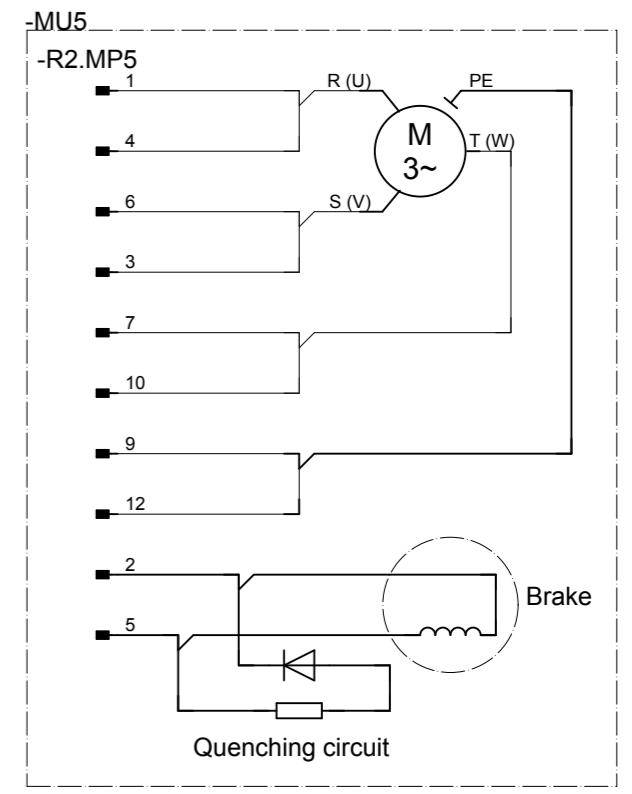 -MU5
-R2.MP5
1 R (U) PE
4 M T (W)
3~
6 S (V)
3
7
10
9
12
2
Brake
5
Quenching circuit